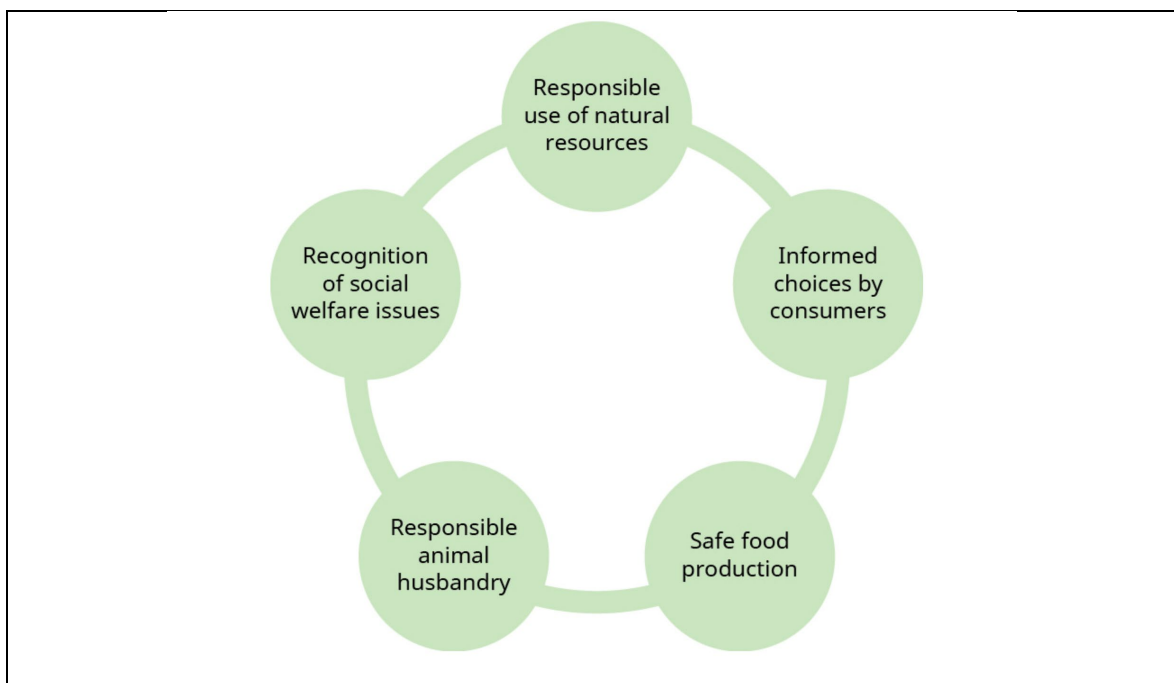 Responsible
use of natural
resources
Informed
choices by
consumers
Safe food
production
Responsible
animal
husbandry
Recognition
of social
welfare issues